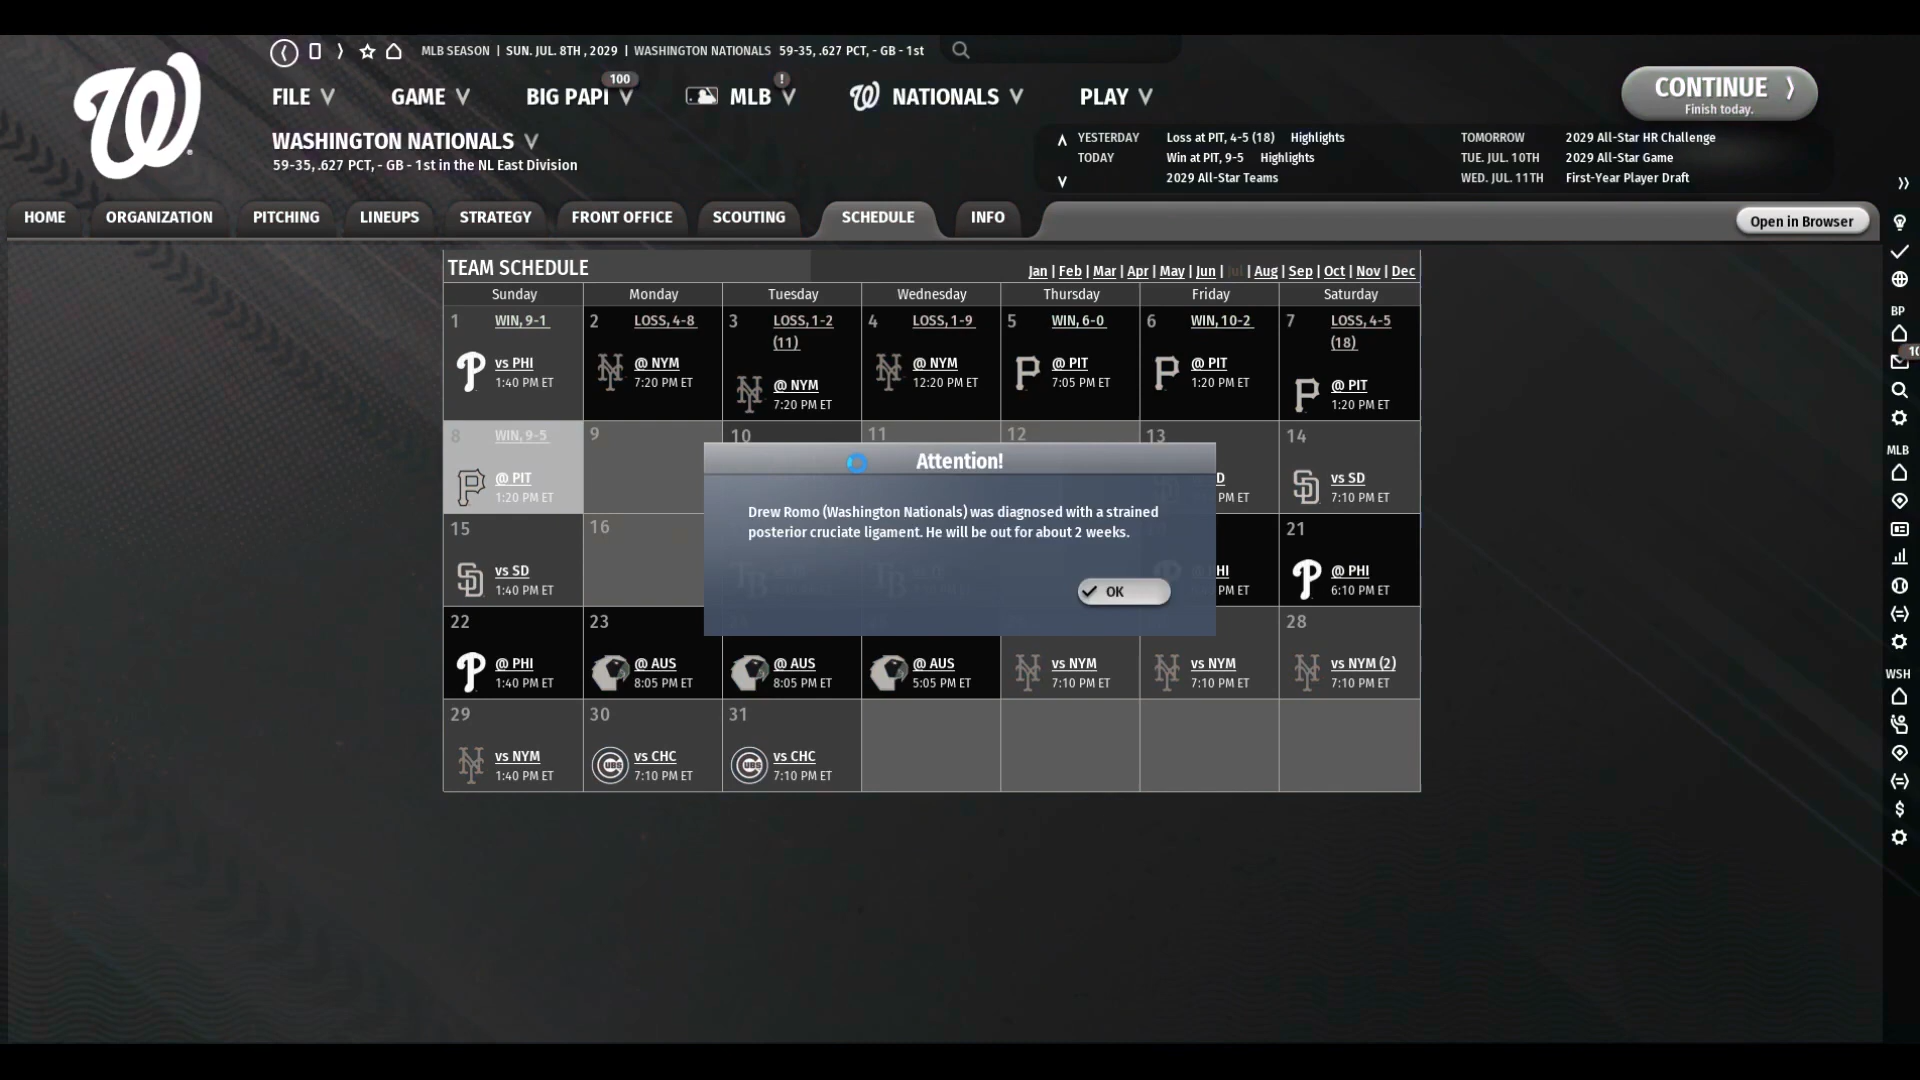 MLB SEASON | SUN. JUL. 8TH , 2029 | WASHINGTON NATIONALS 59-35, .627 PCT, - GB - 1st
FILE GAME BIG PAPI 100 MLB ! NATIONALS PLAY
CONTINUE
Finish today.
WASHINGTON NATIONALS
59-35, .627 PCT, - GB - 1st in the NL East Division
YESTERDAY Loss at PIT, 4-5 (18) Highlights TOMORROW 2029 All-Star HR Challenge
TODAY Win at PIT, 9-5 Highlights TUE. JUL. 10TH 2029 All-Star Game
2029 All-Star Teams WED. JUL. 11TH First-Year Player Draft
HOME ORGANIZATION PITCHING LINEUPS STRATEGY FRONT OFFICE SCOUTING SCHEDULE INFO Open in Browser
TEAM SCHEDULE Jan | Feb | Mar | Apr | May | Jun | Jul | Aug | Sep | Oct | Nov | Dec
Sunday Monday Tuesday Wednesday Thursday Friday Saturday
1 WIN, 9-1 2 LOSS, 4-8 3 LOSS, 1-2 4 LOSS, 1-9 5 WIN, 6-0 6 WIN, 10-2 7 LOSS, 4-5
(11) (18)
vs PHI @ NYM @ NYM @ PIT @ PIT
1:40 PM ET 7:20 PM ET 12:20 PM ET 7:05 PM ET 1:20 PM ET
@ NYM @ PIT
7:20 PM ET 1:20 PM ET
8 WIN, 9-5 9 10 11 12 13 14
@ PIT D vs SD
1:20 PM ET PM ET 7:10 PM ET
Attention!
Drew Romo (Washington Nationals) was diagnosed with a strained
posterior cruciate ligament. He will be out for about 2 weeks.
OK
15 16 21
vs SD HI @ PHI
1:40 PM ET PM ET 6:10 PM ET
22 23 28
@ PHI @ AUS @ AUS @ AUS vs NYM vs NYM vs NYM (2)
1:40 PM ET 8:05 PM ET 8:05 PM ET 5:05 PM ET 7:10 PM ET 7:10 PM ET 7:10 PM ET
29 30 31
vs NYM vs CHC vs CHC
1:40 PM ET 7:10 PM ET 7:10 PM ET
BP
10
MLB
WSH
$